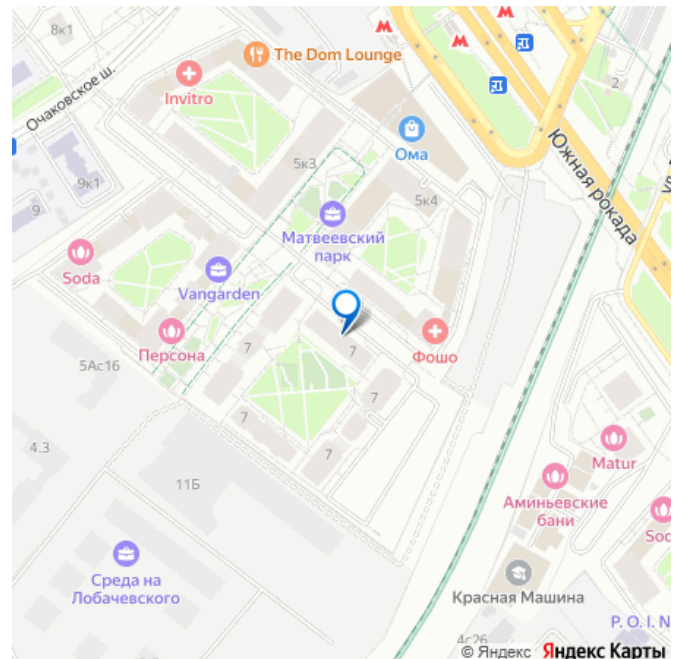 8к1
M
M
M
2
The Dom Lounge
Invitro
Очаковское ш.
Ома
Южная рокада
5к3
9к1
9
5к4
Матвеевский
парк
Soda
Vangarden
Персона
7
7
Фошо
5Ас16
7
7
7
4.3
11Б
Matur
Аминьевские
бани
Среда на
Лобачевского
Красная Машина
P. O. I. N
4с26
© Яндекс Яндекс Карты